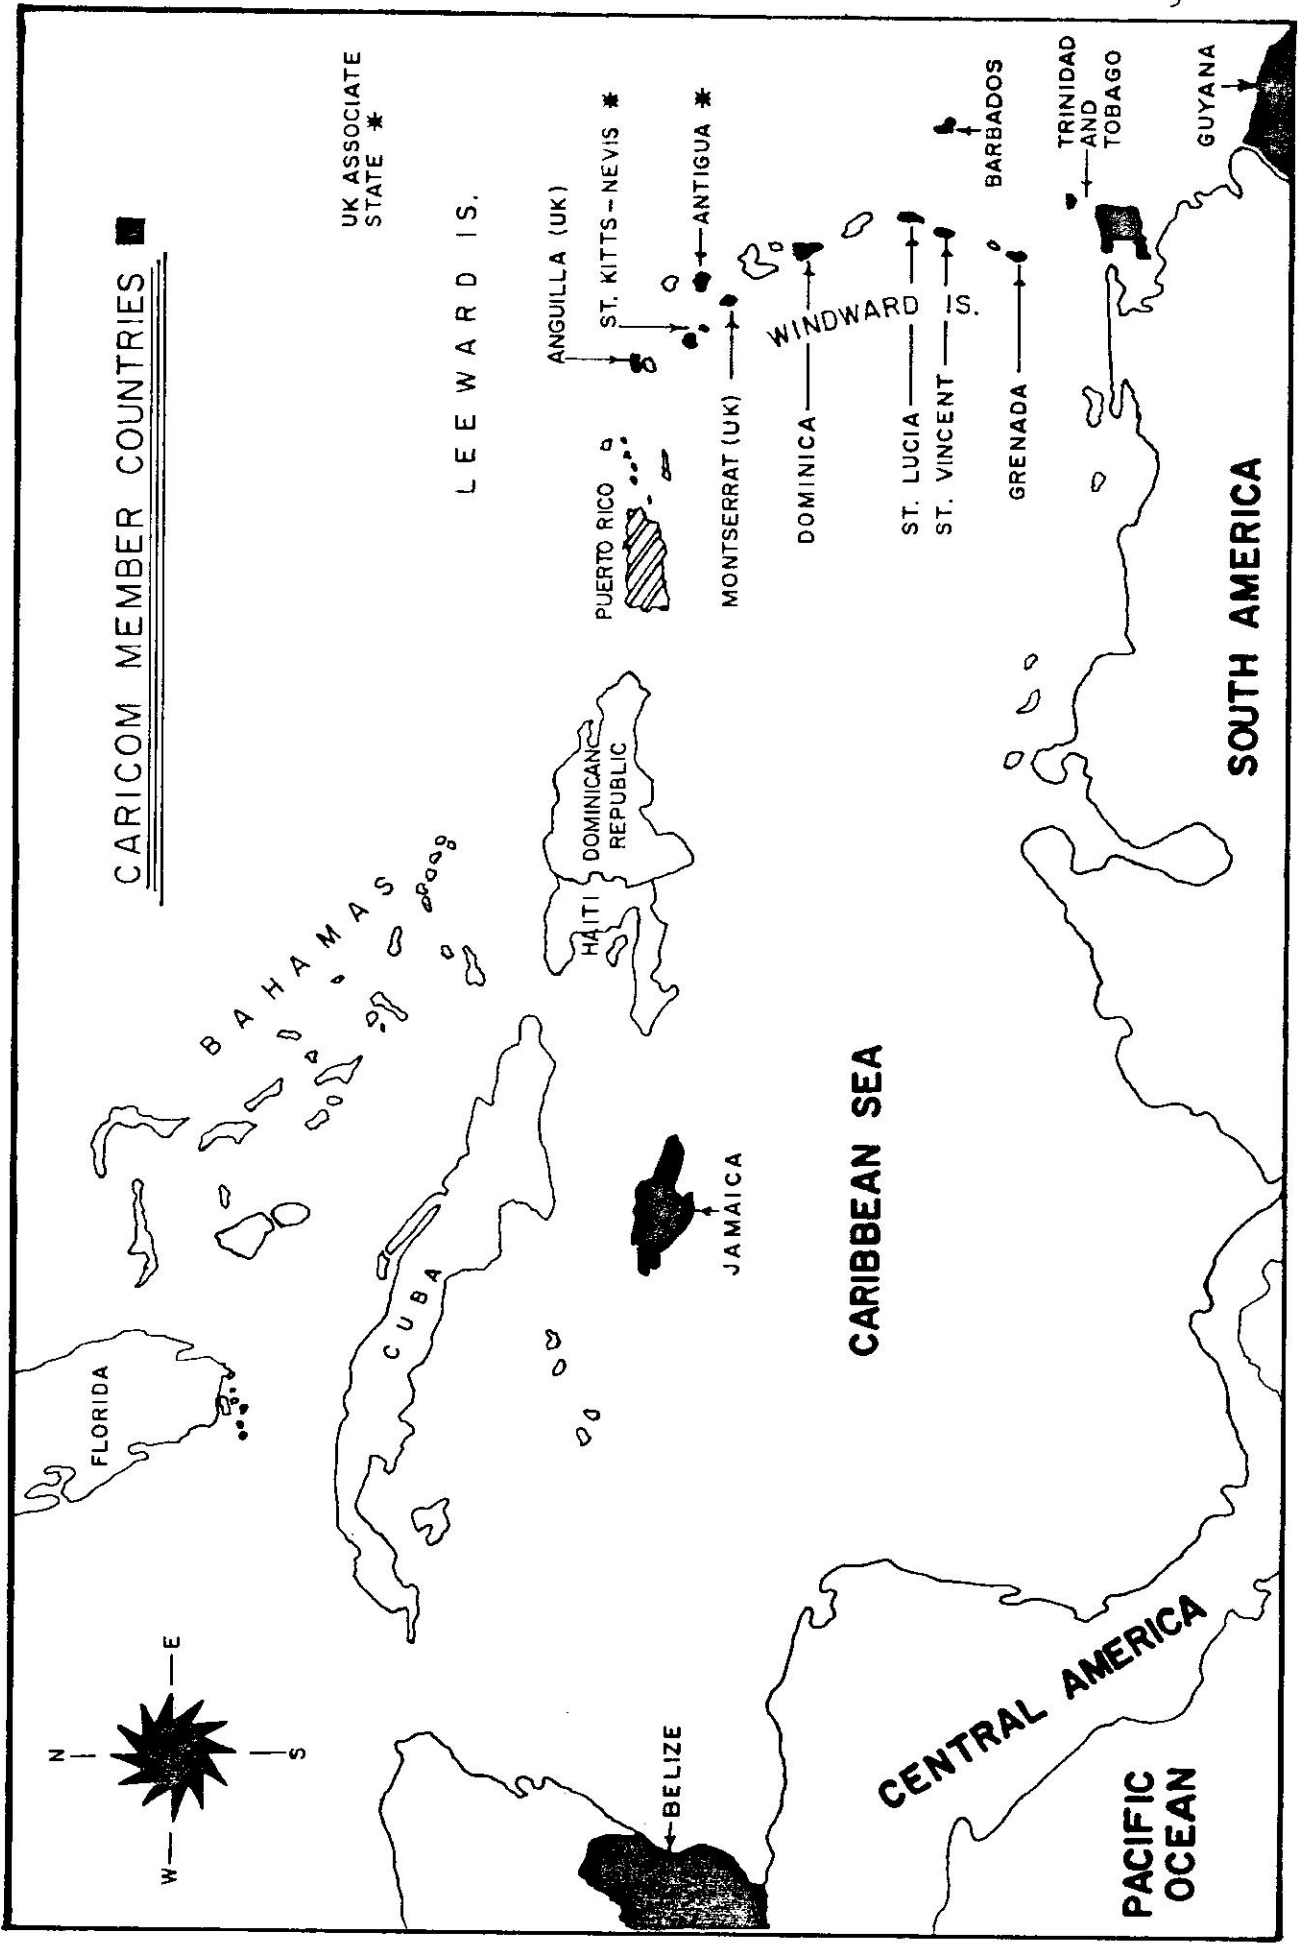 CARICOM MEMBER COUNTRIES
N
W
E
S
FLORIDA
BAHAMAS
UK ASSOCIATE
STATE *
LEEWARD IS.
CUBA
HAITI
DOMINICAN
REPUBLIC
PUERTO RICO
ANGUILLA (UK)
ST. KITTS-NEVIS *
ANTIGUA *
MONTSERRAT (UK)
WINDWARD IS.
DOMINICA
ST. LUCIA
ST. VINCENT
GRENADA
BARBADOS
TRINIDAD
AND
TOBAGO
GUYANA
JAMAICA
BELIZE
CARIBBEAN SEA
CENTRAL AMERICA
SOUTH AMERICA
PACIFIC
OCEAN